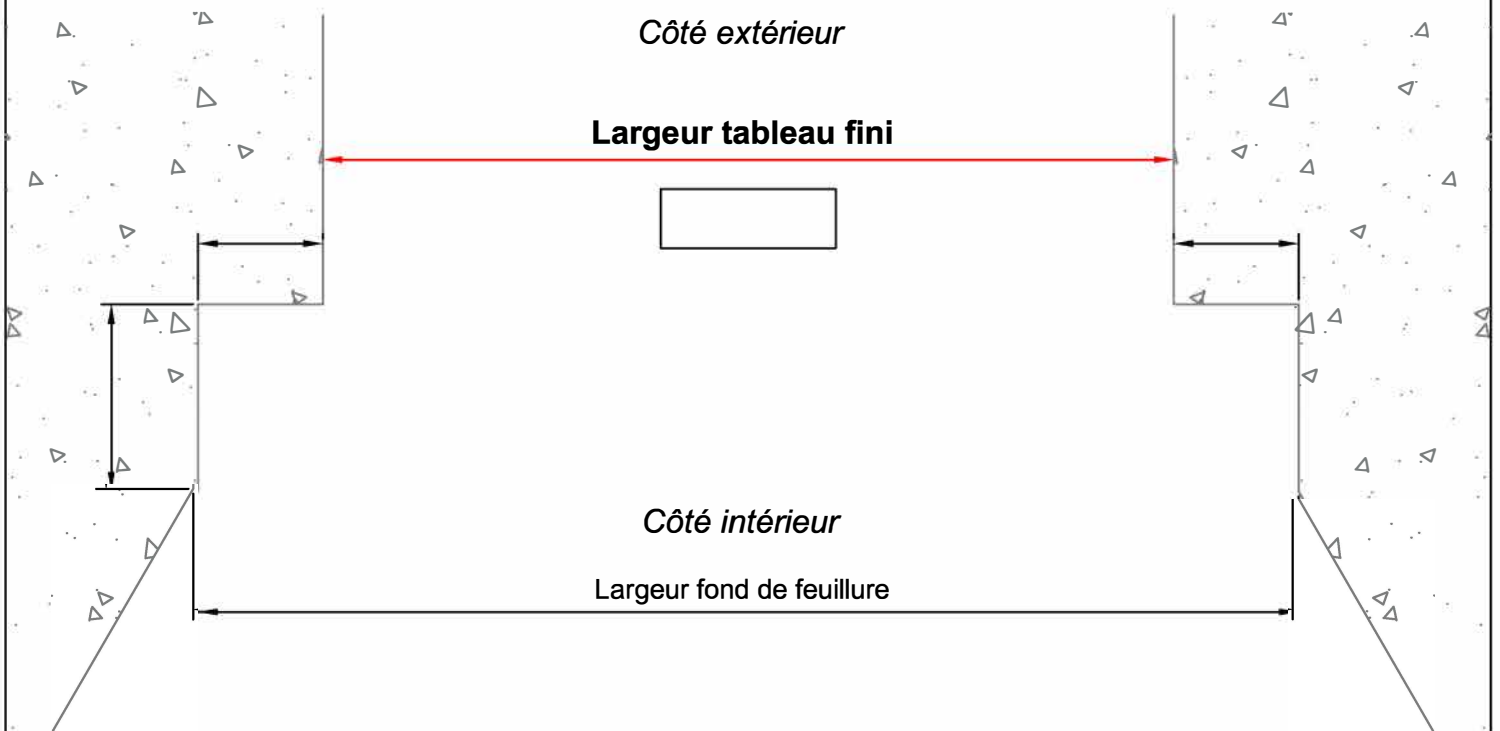 Côté extérieur
Largeur tableau fini
Côté intérieur
Largeur fond de feuillure